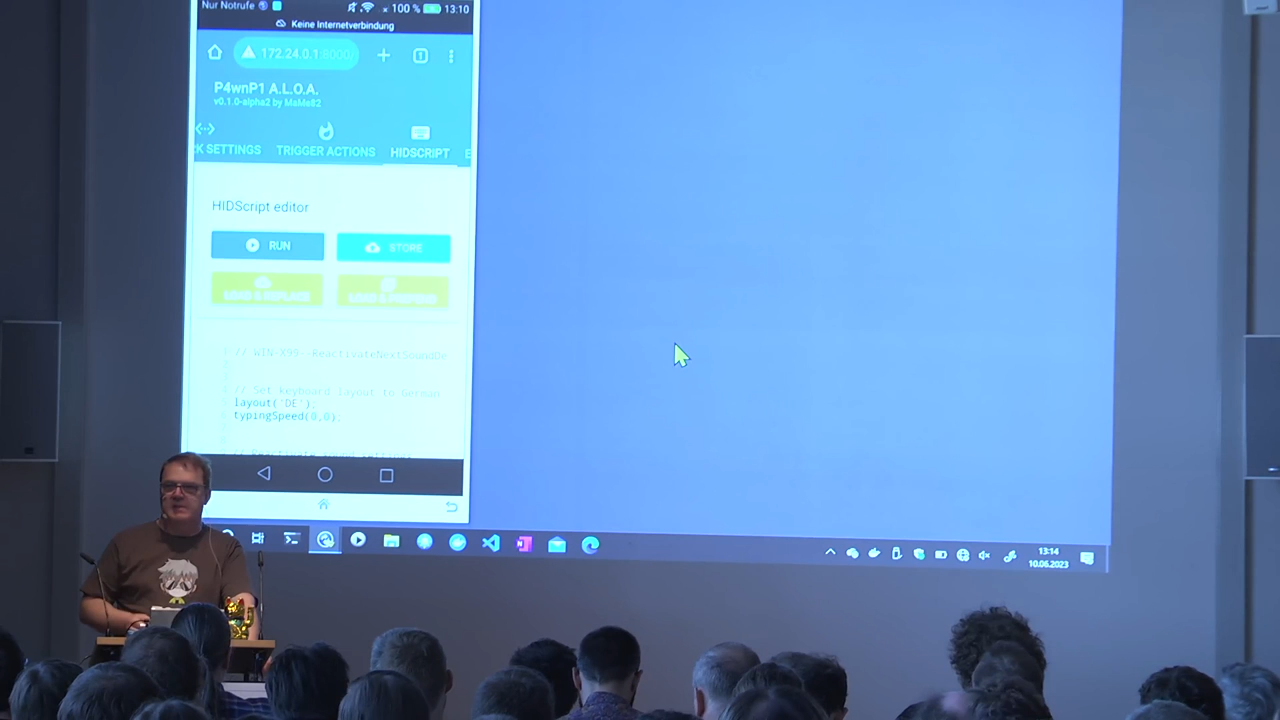 Nur Notrufe
100 % 13:10
Keine Internetverbindung
172.24.0.1:8000/
P4wnP1 A.L.O.A.
v0.1.0-alpha2 by MaMe82
K SETTINGS TRIGGER ACTIONS HIDSCRIPT
HIDScript editor
RUN STORE
// Set keyboard layout to German
layout('DE');
typingSpeed(0,0);
13:14
10.06.2023